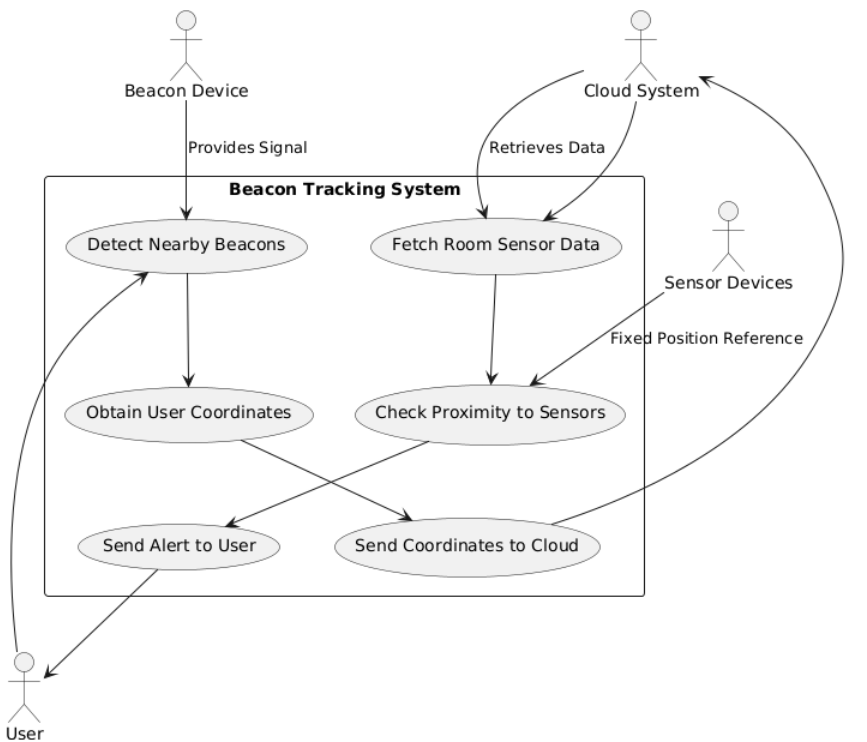 Beacon Device
Cloud System
Provides Signal
Retrieves Data
Beacon Tracking System
Detect Nearby Beacons
Fetch Room Sensor Data
Sensor Devices
Fixed Position Reference
Obtain User Coordinates
Check Proximity to Sensors
Send Alert to User
Send Coordinates to Cloud
User